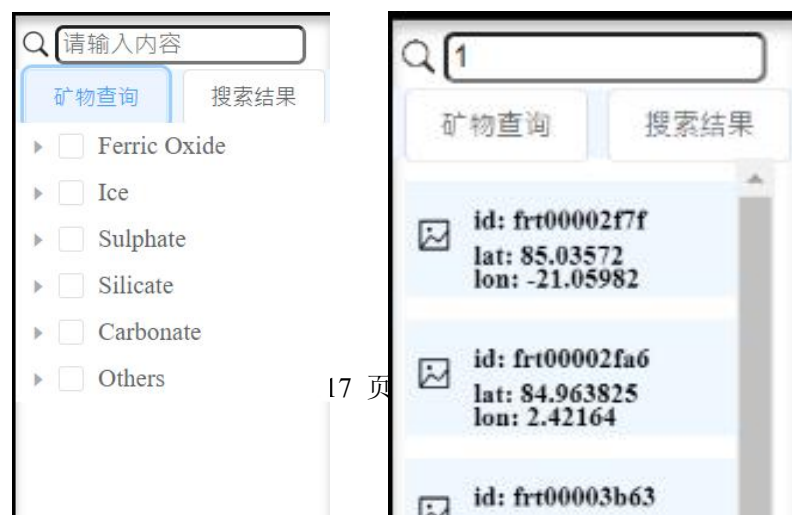 请输入内容
矿物查询 搜索结果
Ferric Oxide
Ice
Sulphate
Silicate
Carbonate
Others
17 页
1
矿物查询 搜索结果
id: frt00002f7f
lat: 85.03572
lon: -21.05982
id: frt00002fa6
lat: 84.963825
lon: 2.42164
id: frt00003b63